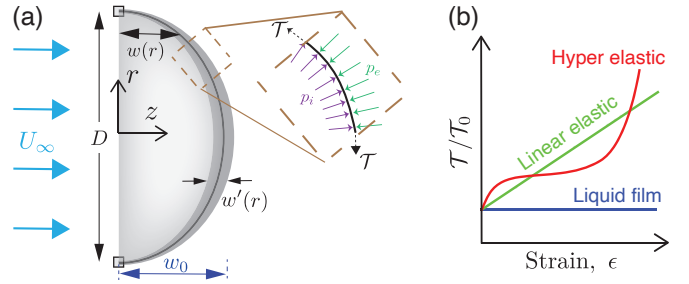 (a)
w(r)
r
z
U∞
D
w′(r)
w₀
𝒯
pᵢ
pₑ
𝒯
(b)
Hyper elastic
Linear elastic
Liquid film
𝒯/𝒯₀
Strain, ϵ